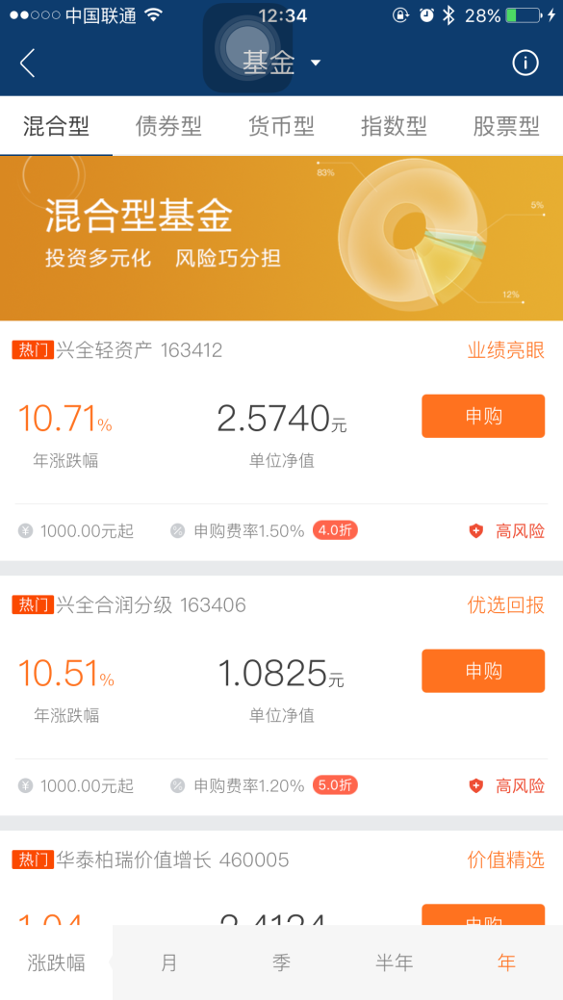 中国联通 12:34 28%
基金
混合型 债券型 货币型 指数型 股票型
83%
混合型基金
5%
投资多元化 风险巧分担
12%
热门 兴全轻资产 163412 业绩亮眼
10.71% 2.5740元 申购
年涨跌幅 单位净值
¥ 1000.00元起 % 申购费率1.50% 4.0折 高风险
热门 兴全合润分级 163406 优选回报
10.51% 1.0825元 申购
年涨跌幅 单位净值
¥ 1000.00元起 % 申购费率1.20% 5.0折 高风险
热门 华泰柏瑞价值增长 460005 价值精选
1.04 2.4134 申购
涨跌幅 月 季 半年 年